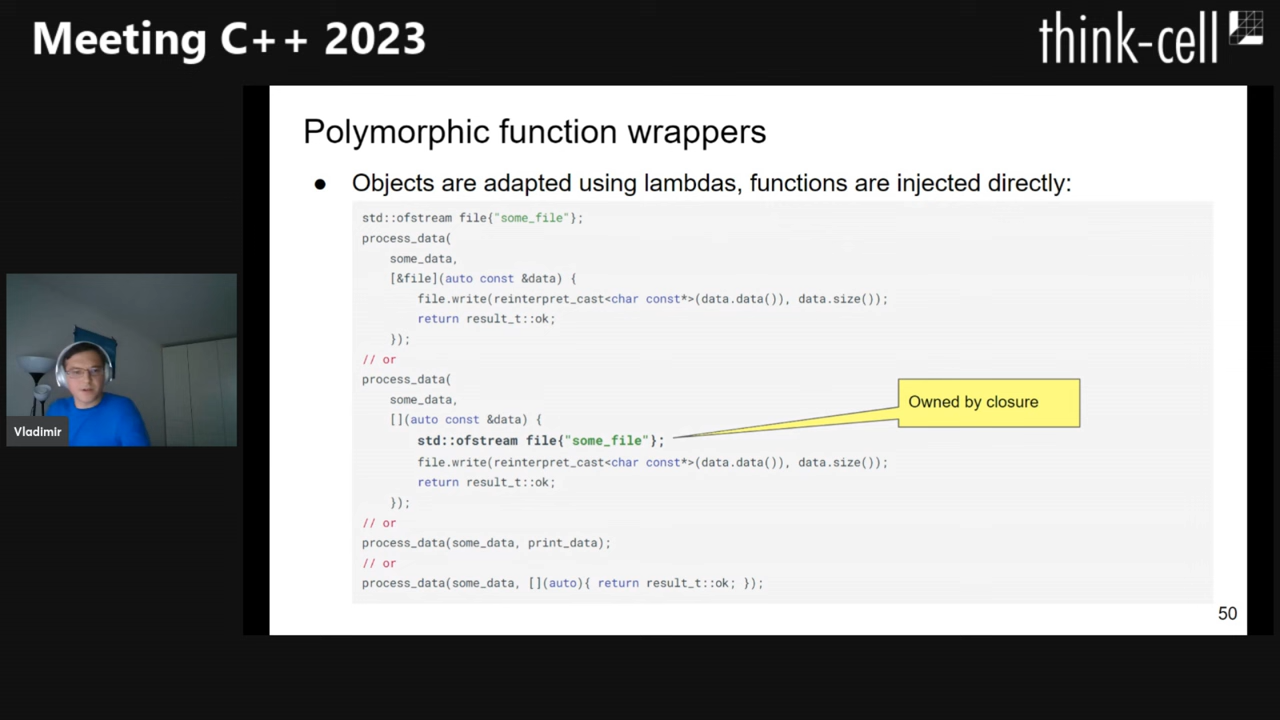 Meeting C++ 2023
think-cell
Polymorphic function wrappers
● Objects are adapted using lambdas, functions are injected directly:
std::ofstream file{"some_file"};
process_data(
    some_data,
    [&file](auto const &data) {
        file.write(reinterpret_cast<char const*>(data.data()), data.size());
        return result_t::ok;
    });
// or
process_data(
    some_data,
    [](auto const &data) {
        std::ofstream file{"some_file"};
        file.write(reinterpret_cast<char const*>(data.data()), data.size());
        return result_t::ok;
    });
// or
process_data(some_data, print_data);
// or
process_data(some_data, [](auto){ return result_t::ok; });
Owned by closure
50
Vladimir